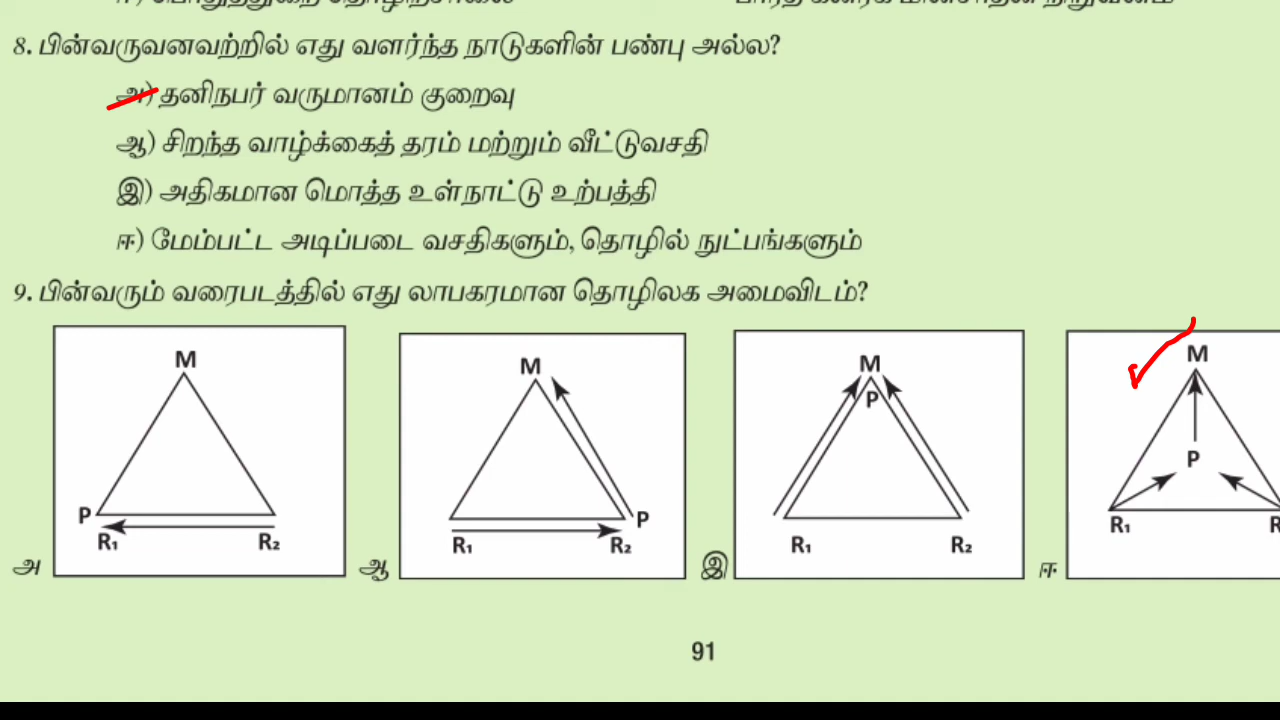 8. பின்வருவனவற்றில் எது வளர்ந்த நாடுகளின் பண்பு அல்ல?
அ) தனிநபர் வருமானம் குறைவு
ஆ) சிறந்த வாழ்க்கைத் தரம் மற்றும் வீட்டுவசதி
இ) அதிகமான மொத்த உள்நாட்டு உற்பத்தி
ஈ) மேம்பட்ட அடிப்படை வசதிகளும், தொழில் நுட்பங்களும்
9. பின்வரும் வரைபடத்தில் எது லாபகரமான தொழிலக அமைவிடம்?
M
P
R₁ R₂
அ
M
P
R₁ R₂
ஆ
M
P
R₁ R₂
இ
M
P
R₁
ஈ
91